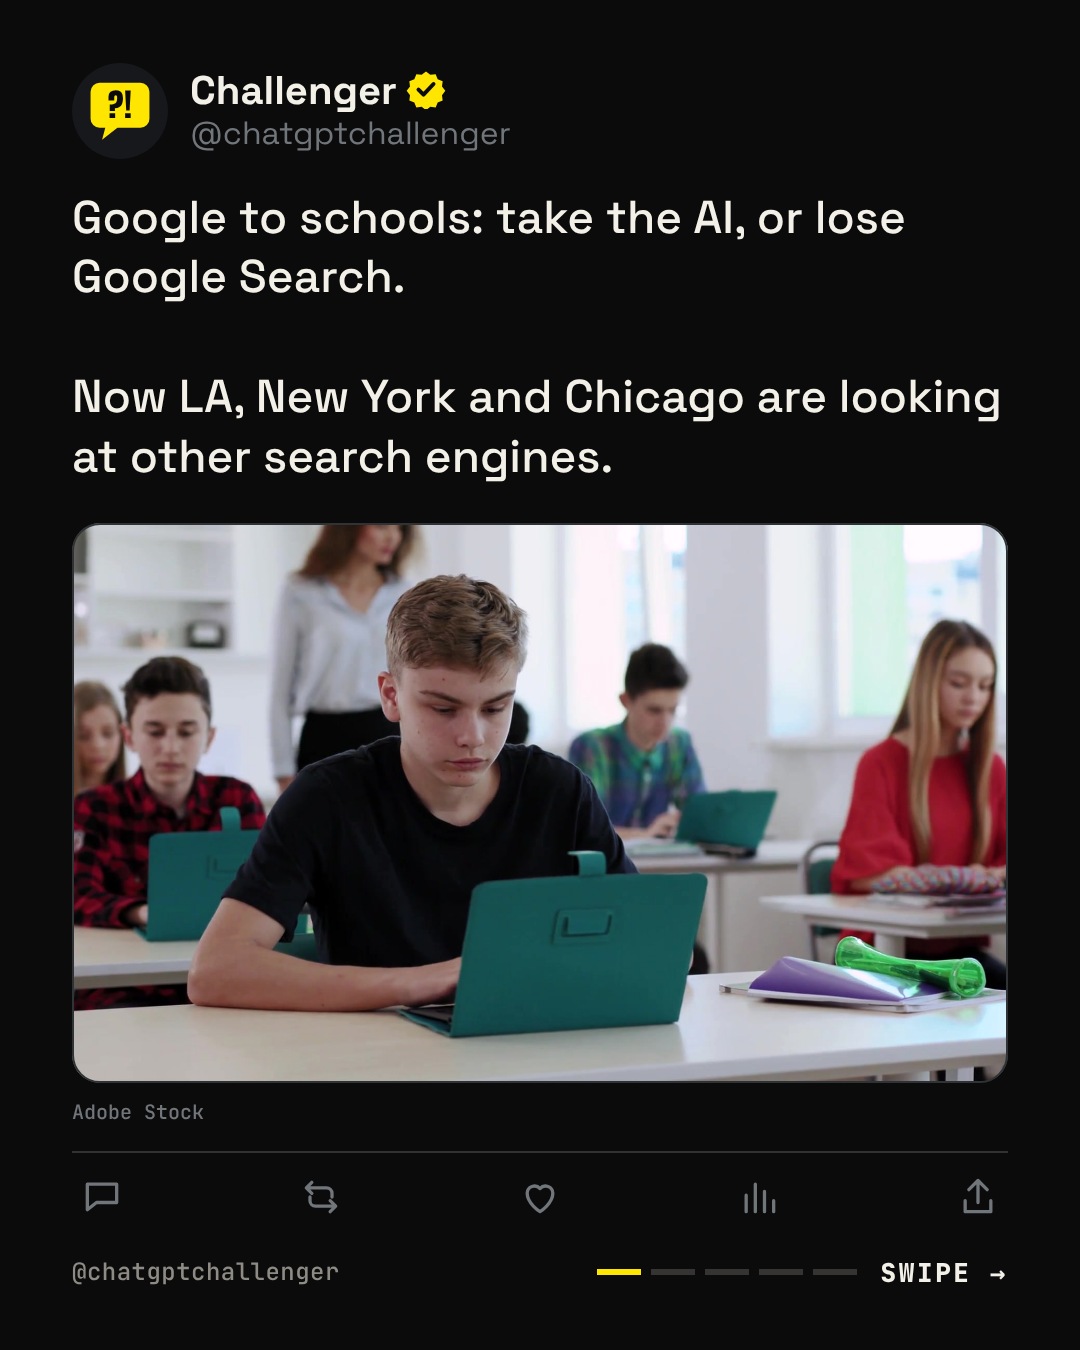 ?!
Challenger
@chatgptchallenger
Google to schools: take the AI, or lose
Google Search.
Now LA, New York and Chicago are looking
at other search engines.
Adobe Stock
@chatgptchallenger
SWIPE →